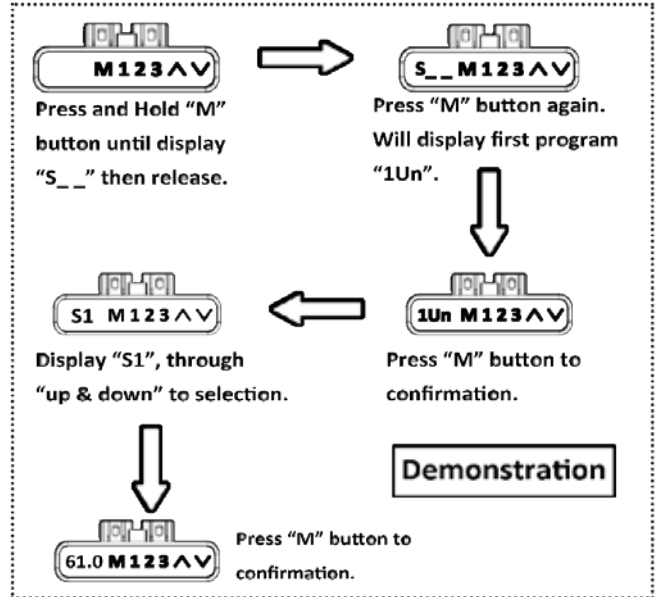 M123∧∨
Press and Hold “M”
button until display
“S_ _” then release.
S_ _ M123∧∨
Press “M” button again.
Will display first program
“1Un”.
1Un M123∧∨
Press “M” button to
confirmation.
S1 M123∧∨
Display “S1”, through
“up & down” to selection.
Demonstration
61.0 M123∧∨
Press “M” button to
confirmation.